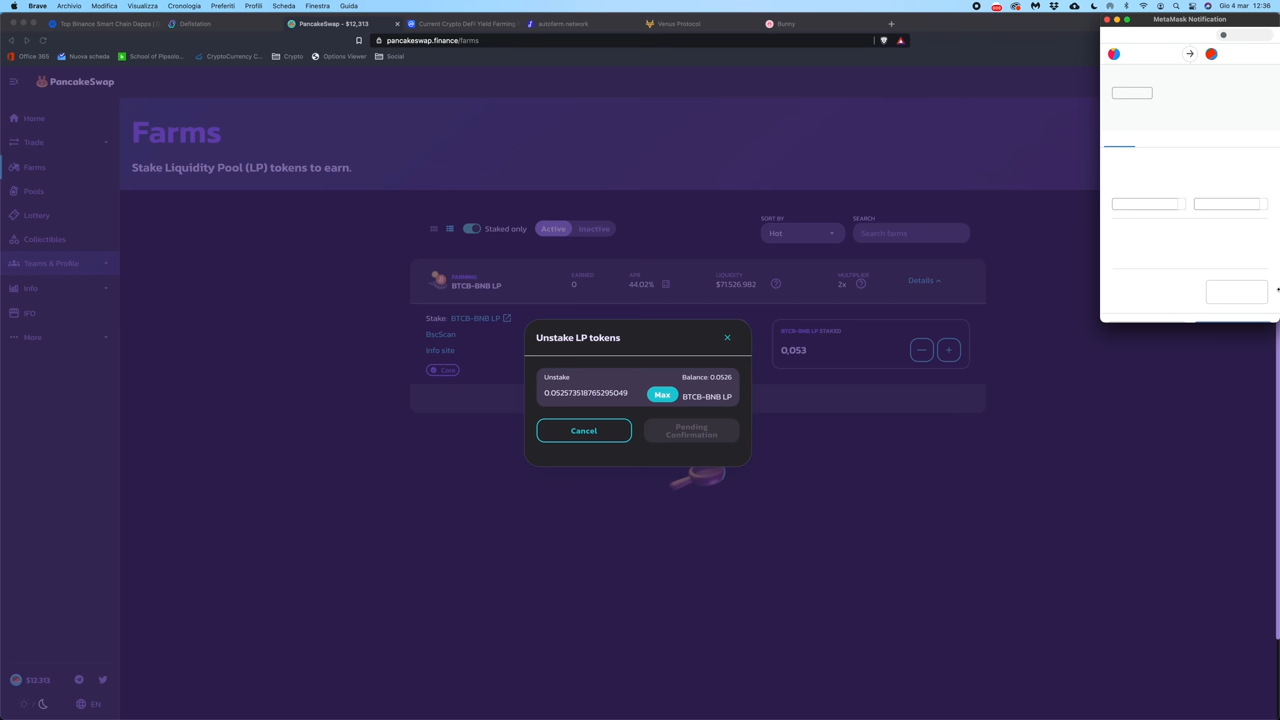 Brave Archivio Modifica Visualizza Cronologia Preferiti Profili Scheda Finestra Guida
Gio 4 mar 12:36
Top Binance Smart Chain Dapps | D
Defistation
PancakeSwap - $12,313
Current Crypto DeFi Yield Farming
autofarm network
Venus Protocol
Bunny
MetaMask Notification
pancakeswap.finance/farms
Office 365
Nuova scheda
School of Pipsolo...
CryptoCurrency C...
Crypto
Options Viewer
Social
PancakeSwap
Home
Trade
Farms
Pools
Lottery
Collectibles
Teams & Profile
Info
IFO
More
$12,313
EN
Farms
Stake Liquidity Pool (LP) tokens to earn.
Staked only
Active
Inactive
SORT BY
Hot
SEARCH
Search farms
FARMING
BTCB-BNB LP
EARNED
0
APR
44.02%
LIQUIDITY
$71,526,982
MULTIPLIER
2x
Details
Stake: BTCB-BNB LP
BscScan
Info site
Core
BTCB-BNB LP STAKED
0,053
Unstake LP tokens
Unstake
Balance: 0.0526
0.052573518765295049
Max
BTCB-BNB LP
Cancel
Pending
Confirmation